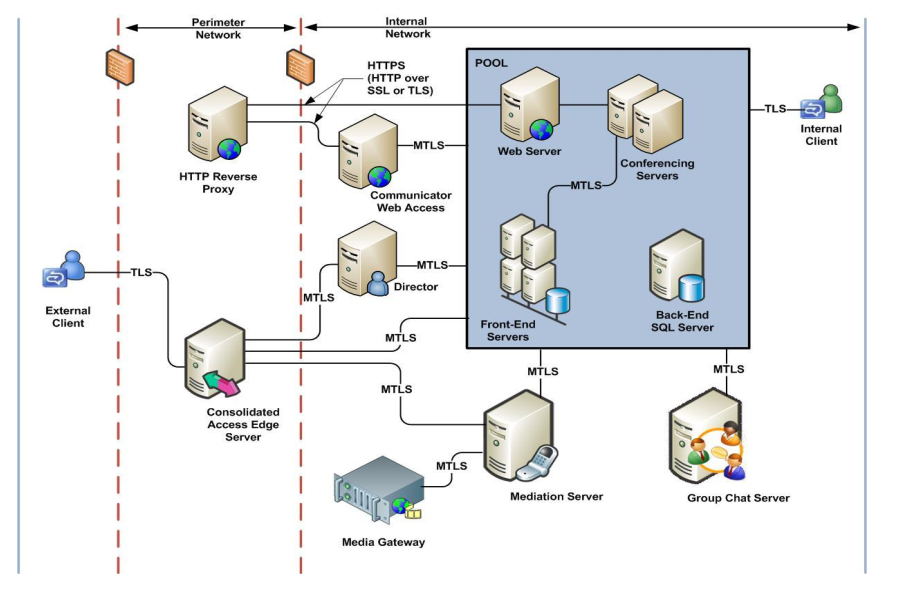 Perimeter
Network
Internal
Network
HTTPS
(HTTP over
SSL or TLS)
POOL
TLS
Internal
Client
Web Server
Conferencing
Servers
HTTP Reverse
Proxy
MTLS
Communicator
Web Access
MTLS
External
Client
TLS
MTLS
Director
MTLS
Front-End
Servers
Back-End
SQL Server
MTLS
MTLS
MTLS
MTLS
Consolidated
Access Edge
Server
MTLS
Mediation Server
Group Chat Server
Media Gateway